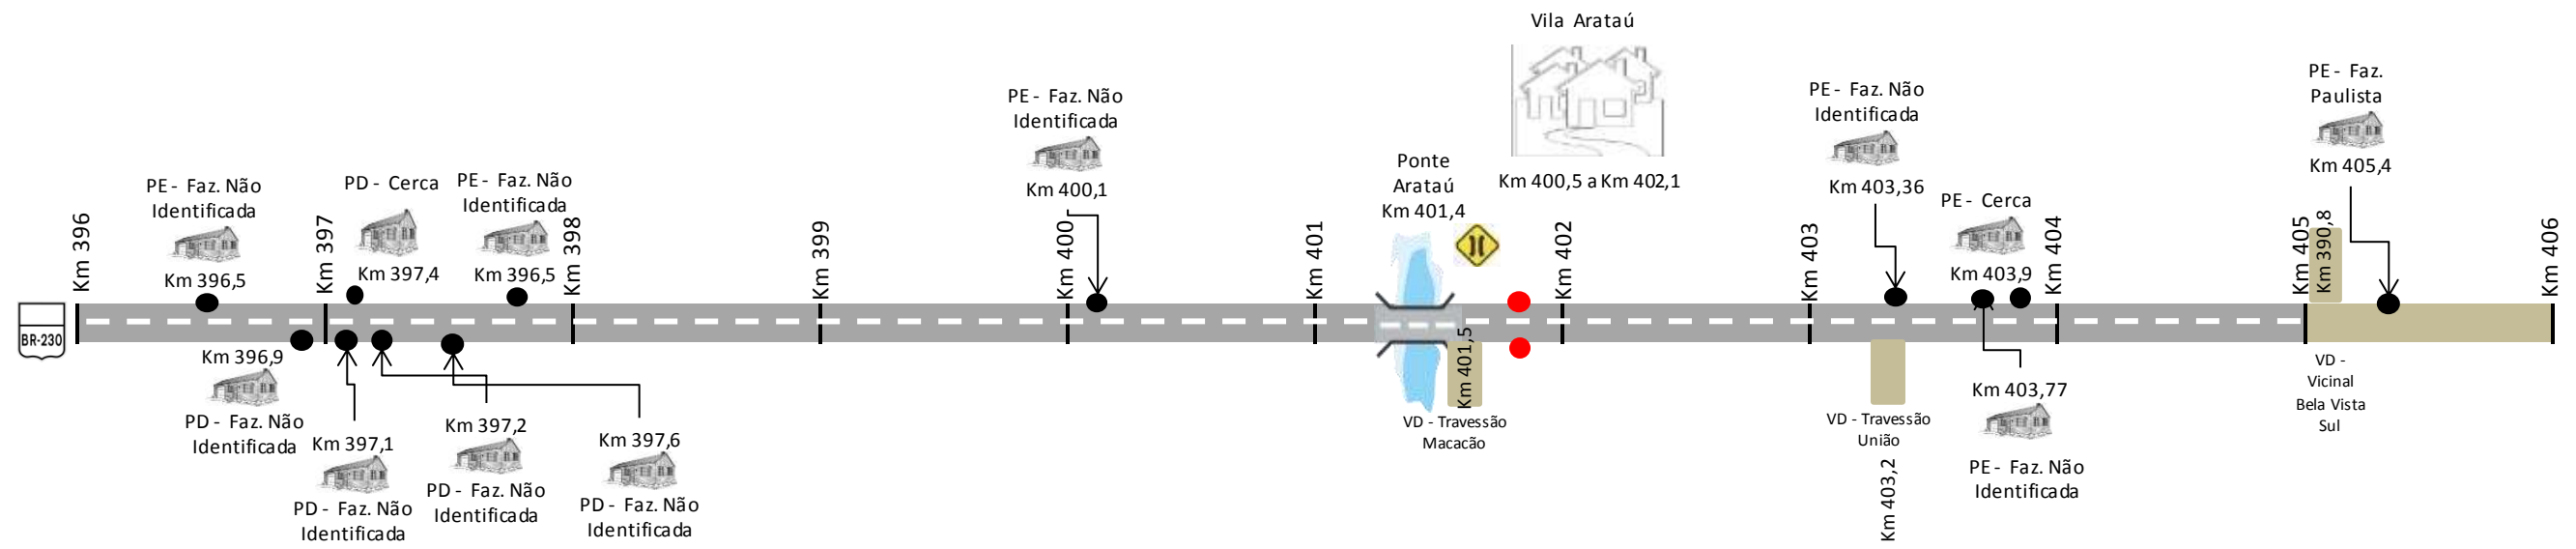 Vila Arataú
Km 400,5 a Km 402,1
PE - Faz.
Paulista
Km 405,4
PE - Faz. Não
Identificada
Km 400,1
PE - Faz. Não
Identificada
Km 403,36
Ponte
Arataú
Km 401,4
PE - Faz. Não
Identificada
Km 396,5
PD - Cerca
Km 397,4
PE - Faz. Não
Identificada
Km 396,5
PE - Cerca
Km 403,9
Km 396
Km 397
Km 398
Km 399
Km 400
Km 401
Km 402
Km 403
Km 404
Km 405
Km 390,8
Km 406
BR-230
Km 396,9
PD - Faz. Não
Identificada
Km 397,1
PD - Faz. Não
Identificada
Km 397,2
PD - Faz. Não
Identificada
Km 397,6
PD - Faz. Não
Identificada
Km 401,5
VD - Travessão
Macacão
VD - Travessão
União
Km 403,2
Km 403,77
PE - Faz. Não
Identificada
VD -
Vicinal
Bela Vista
Sul